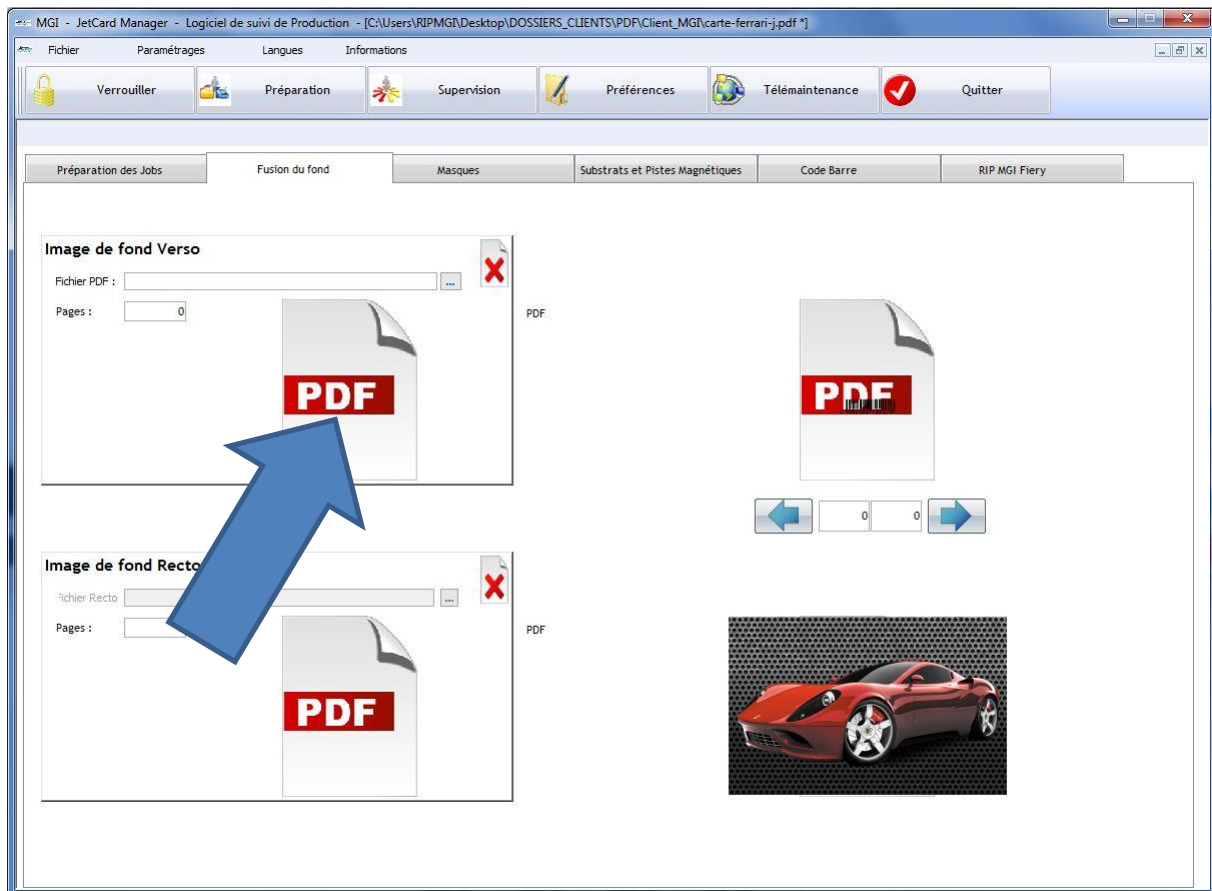 MGI - JetCard Manager - Logiciel de suivi de Production - [C:\Users\RIPMGI\Desktop\DOSSIERS_CLIENTS\PDF\Client_MGI\carte-ferrari-j.pdf *]
Fichier Paramétrages Langues Informations
Verrouiller Préparation Supervision Préférences Télémaintenance Quitter
Préparation des Jobs Fusion du fond Masques Substrats et Pistes Magnétiques Code Barre RIP MGI Fiery
Image de fond Verso
Fichier PDF : ...
Pages : 0
PDF
PDF
PDF
0 0
Image de fond Recto
Fichier Recto ...
Pages :
PDF
PDF